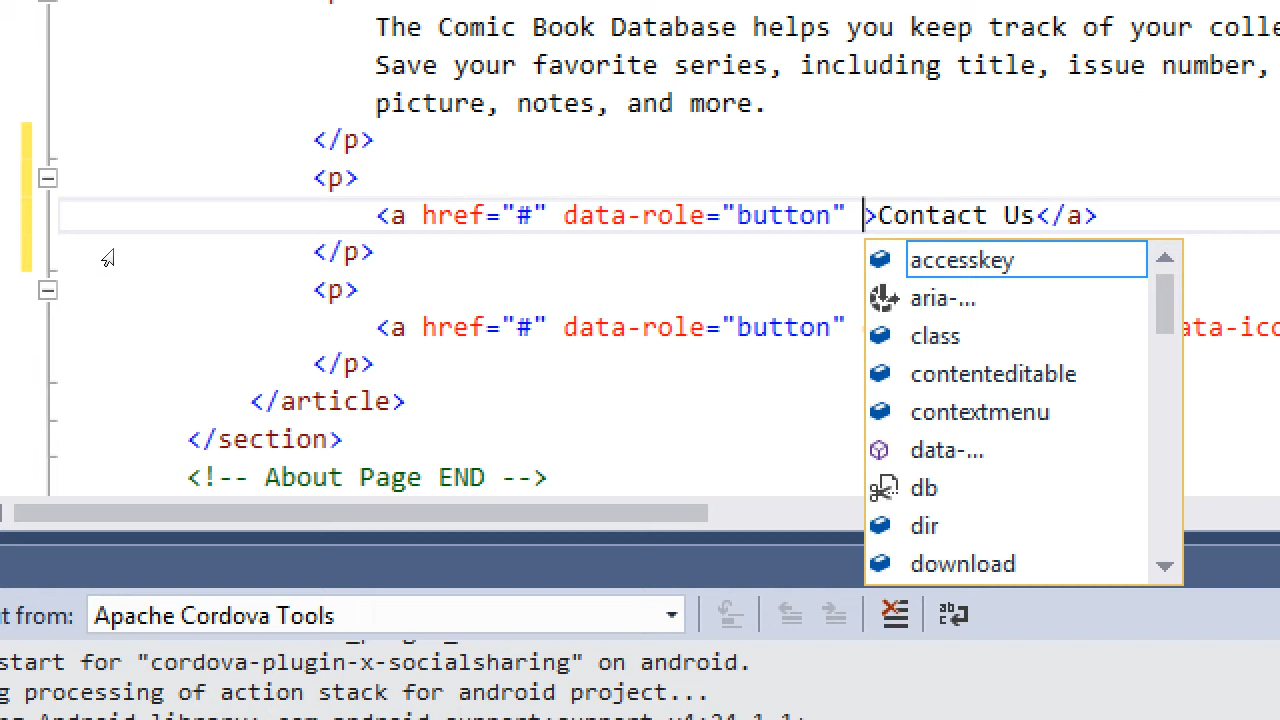 The Comic Book Database helps you keep track of your colle
Save your favorite series, including title, issue number,
picture, notes, and more.
</p>
<p>
<a href="#" data-role="button" >Contact Us</a>
</p>
<p>
<a href="#" data-role="button" ata-ico
</p>
</article>
</section>
<!-- About Page END -->
accesskey
aria-...
class
contenteditable
contextmenu
data-...
db
dir
download
t from: Apache Cordova Tools
start for "cordova-plugin-x-socialsharing" on android.
g processing of action stack for android project...